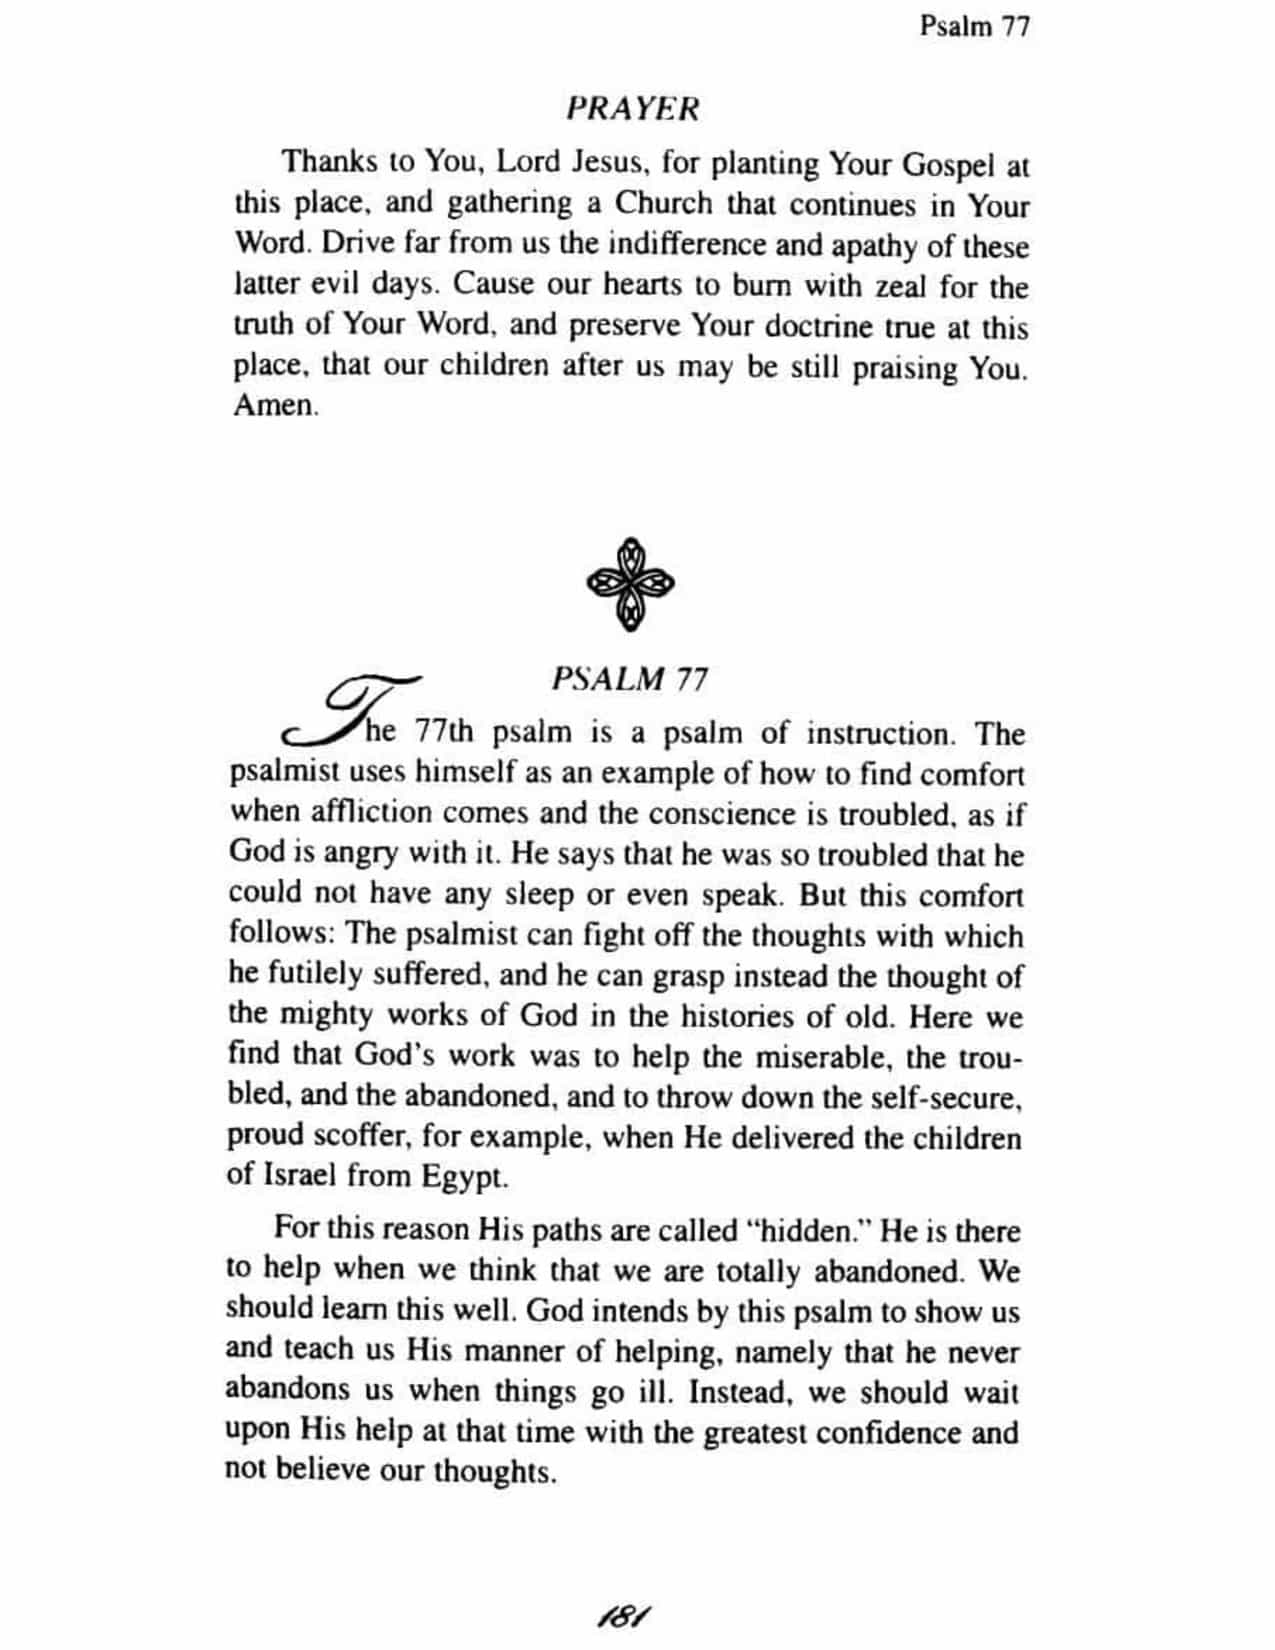 Psalm 77
PRAYER
Thanks to You, Lord Jesus, for planting Your Gospel at
this place, and gathering a Church that continues in Your
Word. Drive far from us the indifference and apathy of these
latter evil days. Cause our hearts to burn with zeal for the
truth of Your Word, and preserve Your doctrine true at this
place, that our children after us may be still praising You.
Amen.
PSALM 77
The 77th psalm is a psalm of instruction. The
psalmist uses himself as an example of how to find comfort
when affliction comes and the conscience is troubled, as if
God is angry with it. He says that he was so troubled that he
could not have any sleep or even speak. But this comfort
follows: The psalmist can fight off the thoughts with which
he futilely suffered, and he can grasp instead the thought of
the mighty works of God in the histories of old. Here we
find that God's work was to help the miserable, the trou-
bled, and the abandoned, and to throw down the self-secure,
proud scoffer, for example, when He delivered the children
of Israel from Egypt.
For this reason His paths are called “hidden.” He is there
to help when we think that we are totally abandoned. We
should learn this well. God intends by this psalm to show us
and teach us His manner of helping, namely that he never
abandons us when things go ill. Instead, we should wait
upon His help at that time with the greatest confidence and
not believe our thoughts.
181